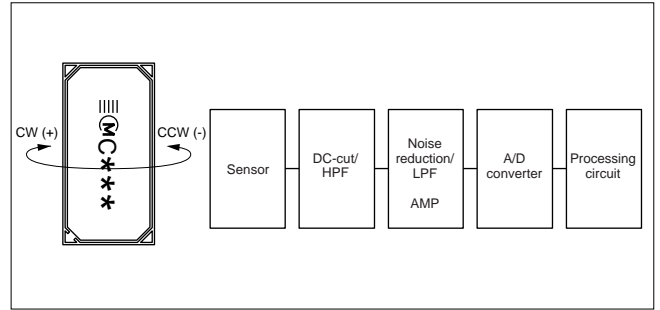 CW (+)
CCW (-)
MC***
Sensor
DC-cut/
HPF
Noise
reduction/
LPF
AMP
A/D
converter
Processing
circuit